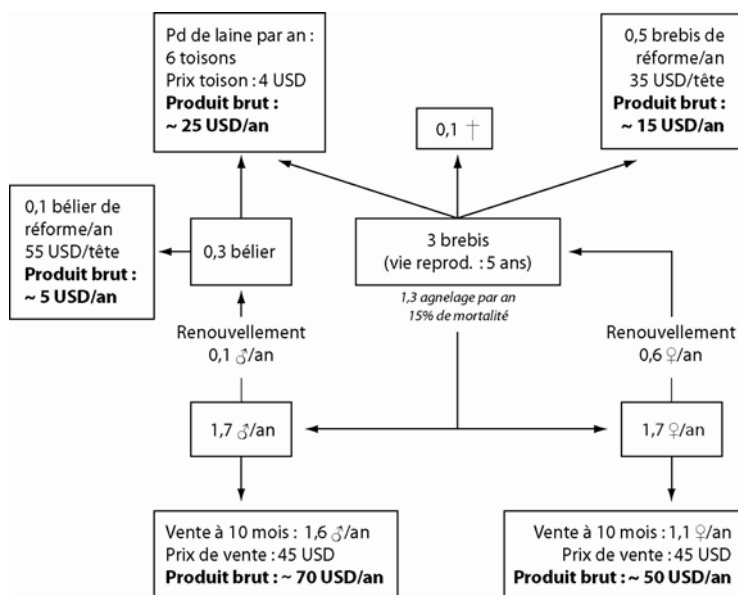 Pd de laine par an :
6 toisons
Prix toison : 4 USD
Produit brut :
~ 25 USD/an
0,5 brebis de
réforme/an
35 USD/tête
Produit brut :
~ 15 USD/an
0,1 †
0,1 bélier de
réforme/an
55 USD/tête
Produit brut :
~ 5 USD/an
0,3 bélier
3 brebis
(vie reprod. : 5 ans)
1,3 agnelage par an
15% de mortalité
Renouvellement
0,1 ♂/an
Renouvellement
0,6 ♀/an
1,7 ♂/an
1,7 ♀/an
Vente à 10 mois : 1,6 ♂/an
Prix de vente : 45 USD
Produit brut : ~ 70 USD/an
Vente à 10 mois : 1,1 ♀/an
Prix de vente : 45 USD
Produit brut : ~ 50 USD/an